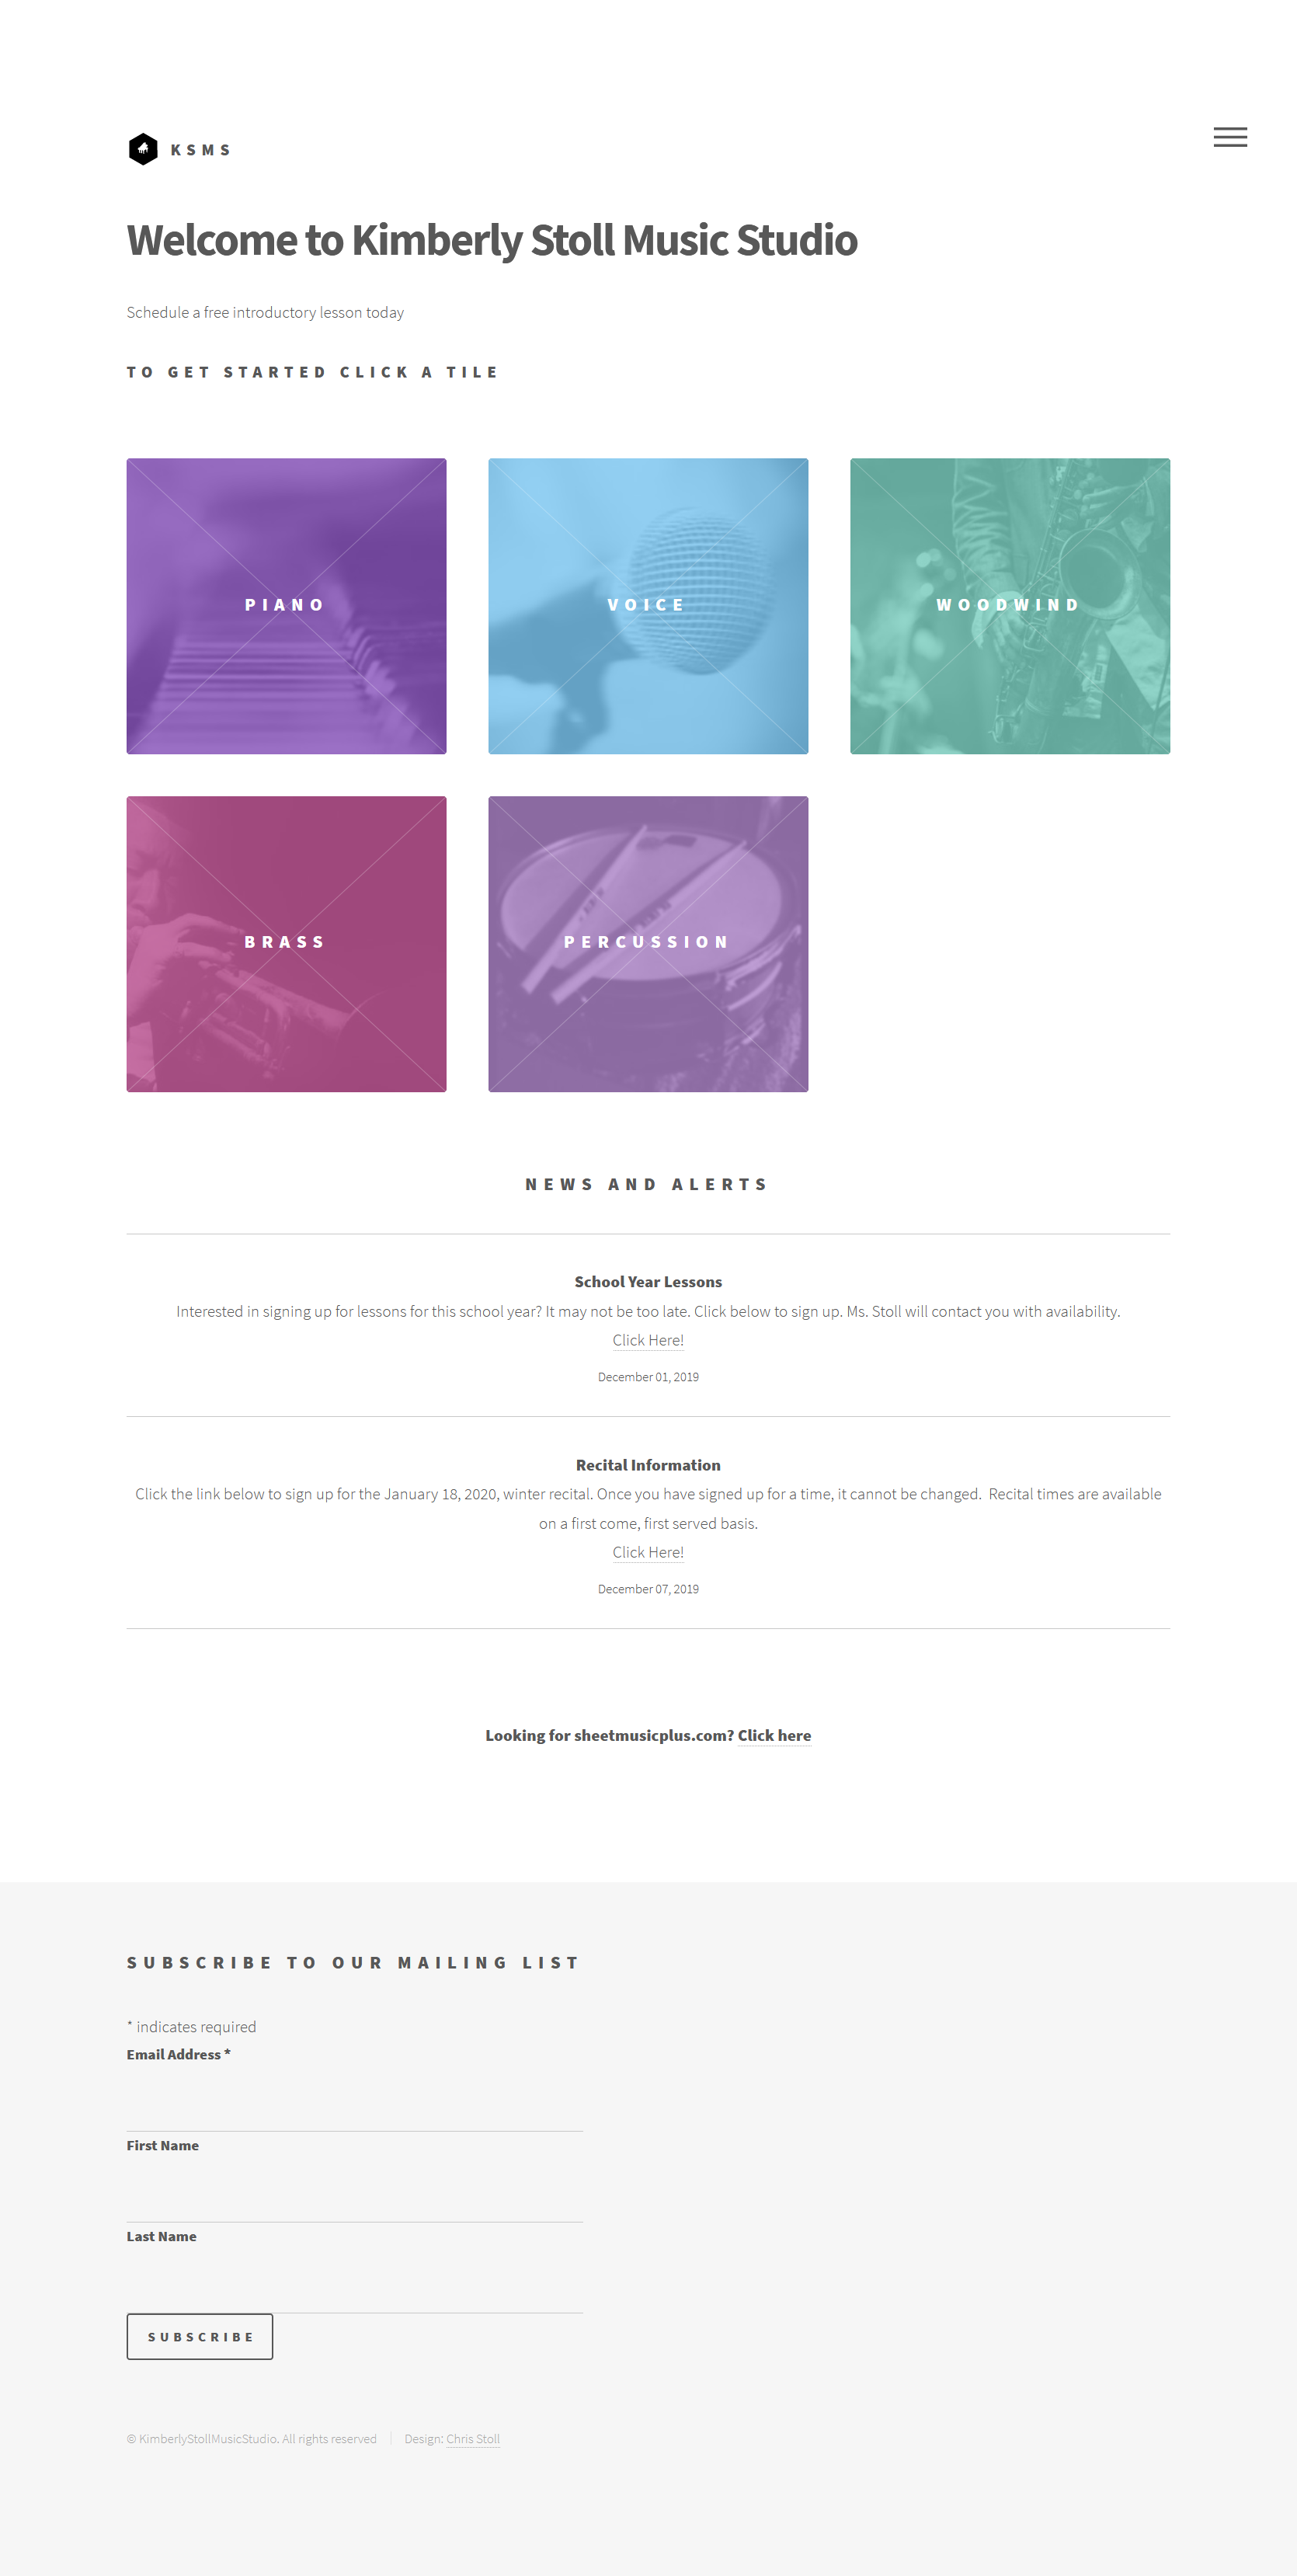 KSMS
Welcome to Kimberly Stoll Music Studio
Schedule a free introductory lesson today
TO GET STARTED CLICK A TILE
PIANO
VOICE
WOODWIND
BRASS
PERCUSSION
NEWS AND ALERTS
School Year Lessons
Interested in signing up for lessons for this school year? It may not be too late. Click below to sign up. Ms. Stoll will contact you with availability.
Click Here!
December 01, 2019
Recital Information
Click the link below to sign up for the January 18, 2020, winter recital. Once you have signed up for a time, it cannot be changed.  Recital times are available
on a first come, first served basis.
Click Here!
December 07, 2019
Looking for sheetmusicplus.com? Click here
SUBSCRIBE TO OUR MAILING LIST
* indicates required
Email Address *
First Name
Last Name
SUBSCRIBE
© KimberlyStollMusicStudio. All rights reserved
Design: Chris Stoll